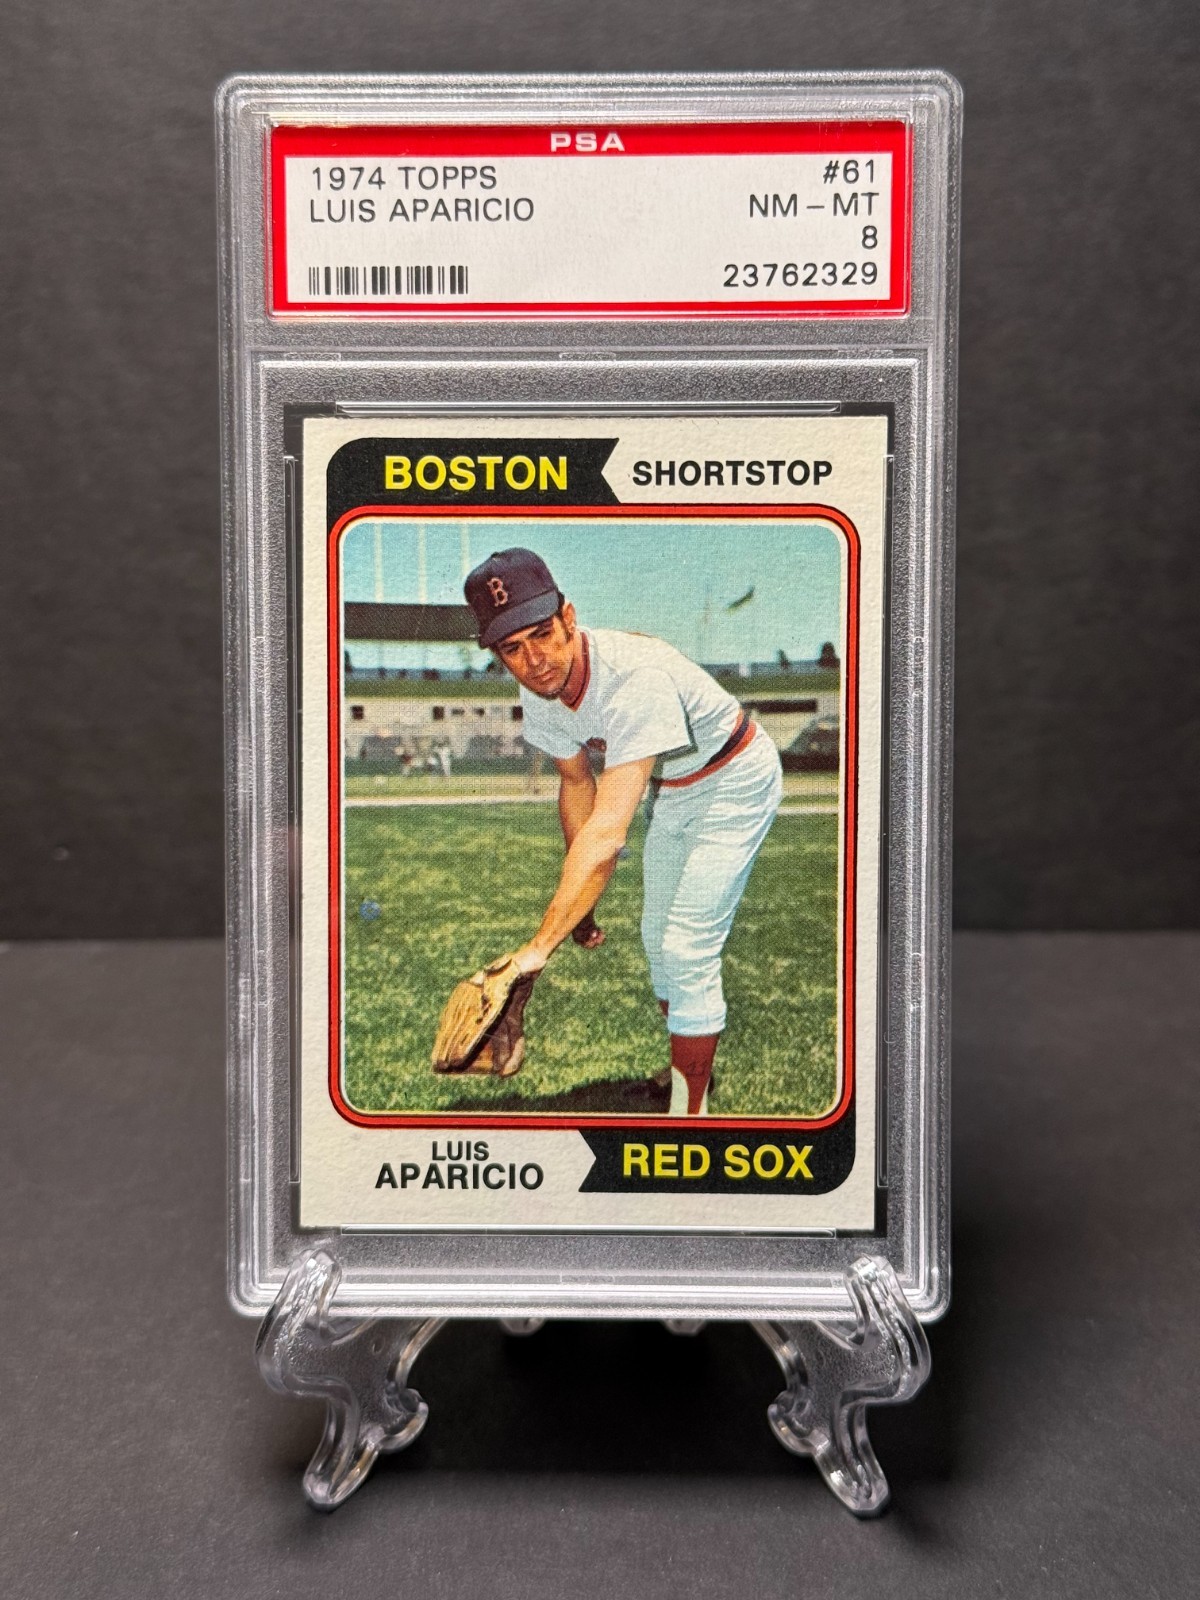 PSA
1974 TOPPS #61
LUIS APARICIO NM - MT
8
23762329
BOSTON SHORTSTOP
B
LUIS
APARICIO
RED SOX